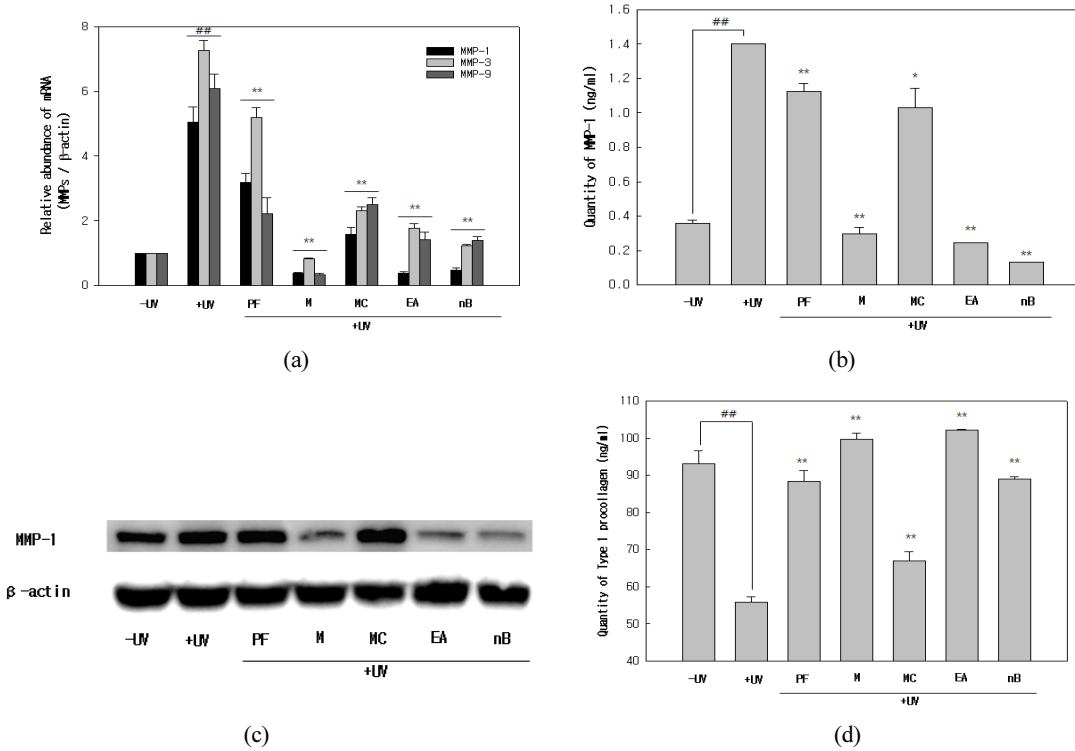 8
6
4
2
0
Relative abundance of mRNA
(MMPs / β-actin)
MMP-1
MMP-3
MMP-9
##
**
**
**
**
**
-UV
+UV
PF
M
MC
EA
nB
+UV
(a)
1.6
1.4
1.2
1.0
0.8
0.6
0.4
0.2
0.0
Quantity of MMP-1 (ng/ml)
##
**
**
*
**
**
-UV
+UV
PF
M
MC
EA
nB
+UV
(b)
MMP-1
β-actin
-UV
+UV
PF
M
MC
EA
nB
+UV
(c)
110
100
90
80
70
60
50
40
Quantity of Type I procollagen (ng/ml)
##
**
**
**
**
**
-UV
+UV
PF
M
MC
EA
nB
+UV
(d)